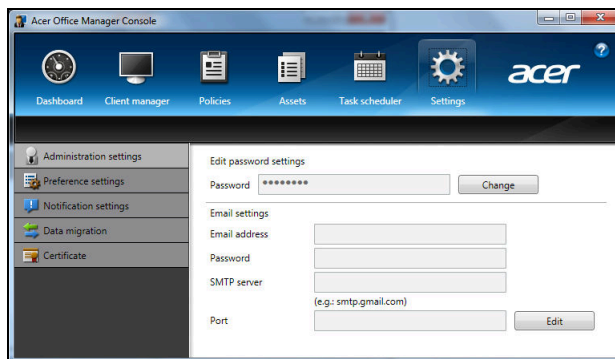 Acer Office Manager Console
Dashboard Client manager Policies Assets Task scheduler Settings
acer
?
Administration settings
Preference settings
Notification settings
Data migration
Certificate
Edit password settings
Password ******** Change
Email settings
Email address
Password
SMTP server
(e.g.: smtp.gmail.com)
Port Edit